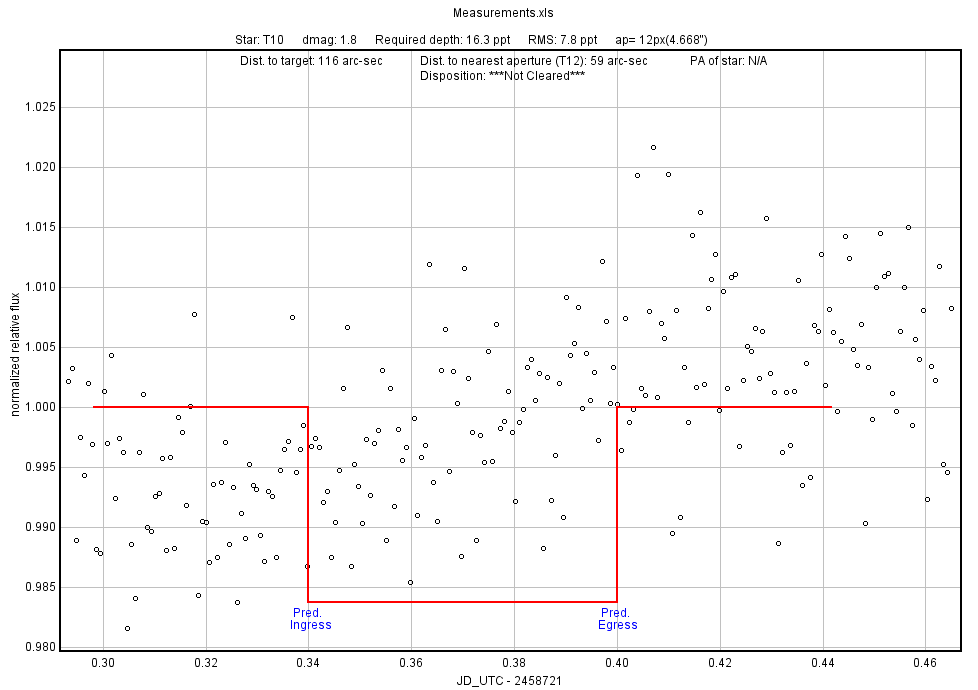 Measurements.xls
Star: T10 dmag: 1.8 Required depth: 16.3 ppt RMS: 7.8 ppt ap= 12px(4.668")
Dist. to target: 116 arc-sec Dist. to nearest aperture (T12): 59 arc-sec PA of star: N/A
Disposition: ***Not Cleared***
1.025
1.020
1.015
1.010
1.005
1.000
0.995
0.990
0.985
0.980
normalized relative flux
Pred.
Ingress
Pred.
Egress
0.30 0.32 0.34 0.36 0.38 0.40 0.42 0.44 0.46
JD_UTC - 2458721